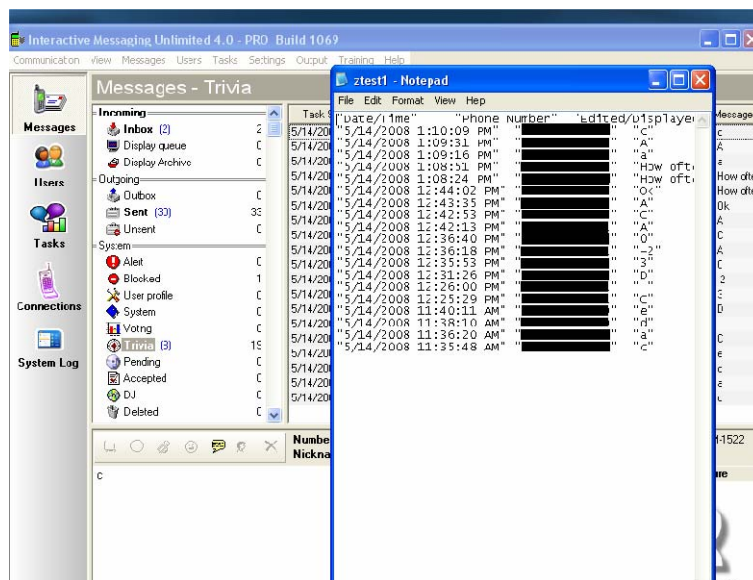 Interactive Messaging Unlimited 4.0 - PRO Build 1069
Communication View Messages Users Tasks Settings Output Training Help
Messages - Trivia
Messages
Users
Tasks
Connections
System Log
Incoming
Inbox (2) 2
Display queue
Display Archive
Outgoing
Outbox
Sent (33) 33
Unsent
System
Alert
Blocked 1
User profile
System
Voting
Trivia (3)
Pending
Accepted
DJ
Deleted
Task S
ztest1 - Notepad
File Edit Format View Help
"Date/Time" "Phone Number" "Edited/Displaye
"5/14/2008 1:10:09 PM" " " "C"
"5/14/2008 1:09:31 PM" " " "A"
"5/14/2008 1:09:16 PM" " " "a"
"5/14/2008 1:08:51 PM" " " "How ofte
"5/14/2008 1:08:24 PM" " " "How ofte
"5/14/2008 12:44:02 PM" " " "Ok"
"5/14/2008 12:43:35 PM" " " "A"
"5/14/2008 12:42:53 PM" " " "C"
"5/14/2008 12:42:13 PM" " " "A"
"5/14/2008 12:36:40 PM" " "
"5/14/2008 12:36:18 PM" " " "-2"
"5/14/2008 12:35:53 PM" " " "3"
"5/14/2008 12:31:26 PM" " " "D"
"5/14/2008 12:26:00 PM" " " "
"5/14/2008 12:25:29 PM" " " "C"
"5/14/2008 11:40:11 AM" " " "e"
"5/14/2008 11:38:10 AM" " " "d"
"5/14/2008 11:36:20 AM" " " "a"
"5/14/2008 11:35:48 AM" " " "c"
Message
How ofte
How ofte
Ok
Numbe
Nickna
-1522
c